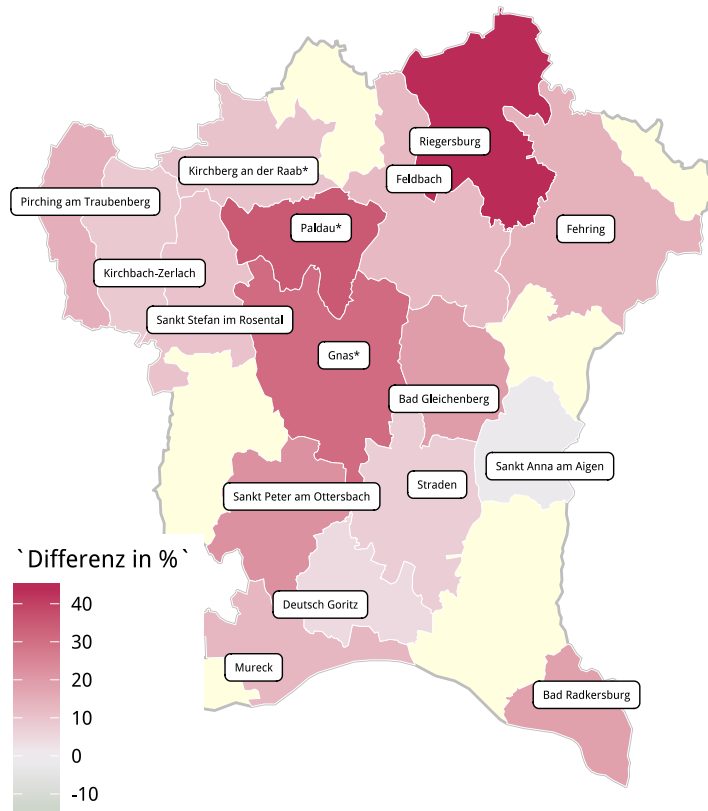 Riegersburg
Kirchberg an der Raab*
Feldbach
Pirching am Traubenberg
Paldau*
Fehring
Kirchbach-Zerlach
Sankt Stefan im Rosental
Gnas*
Bad Gleichenberg
Sankt Anna am Aigen
Straden
Sankt Peter am Ottersbach
`Differenz in %`
40
30
20
10
0
-10
Deutsch Goritz
Mureck
Bad Radkersburg